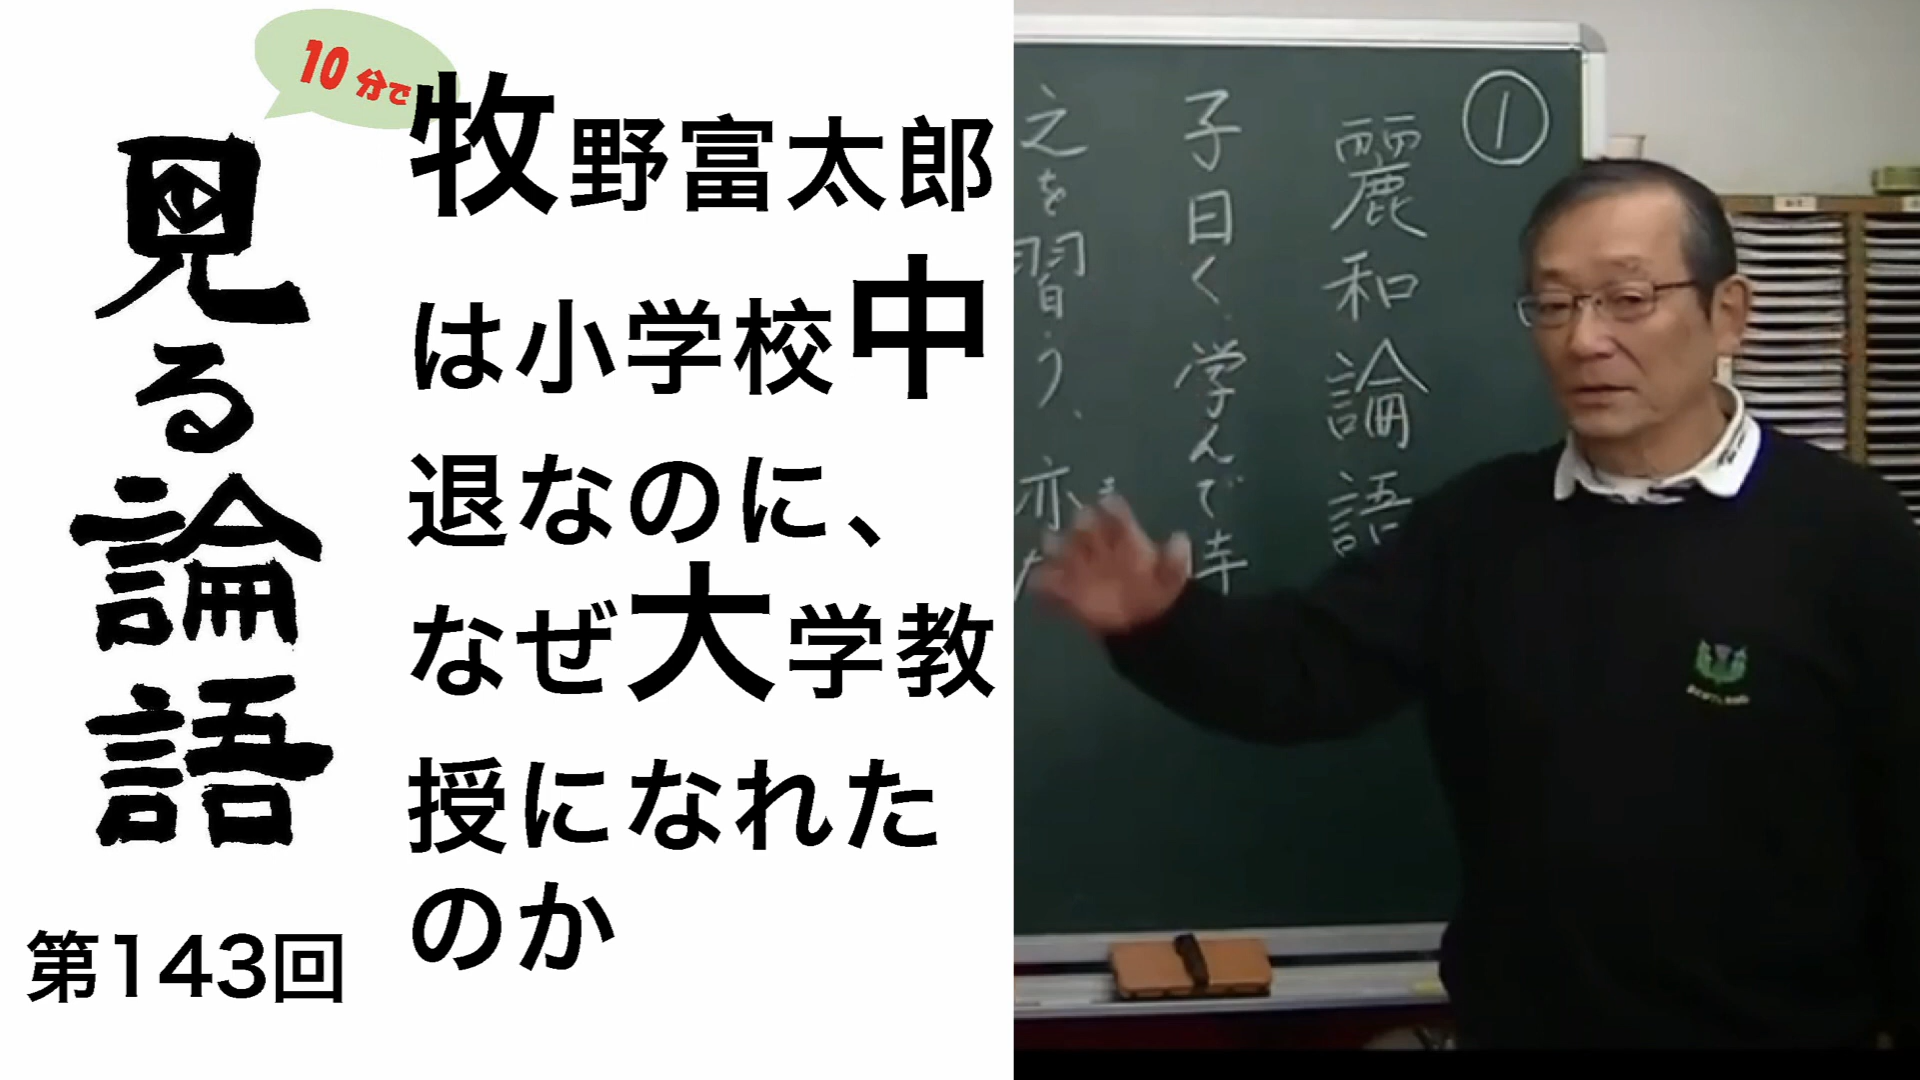 10分で
見る論語
第143回
牧野富太郎
は小学校中
退なのに、
なぜ大学教
授になれた
のか
①
麗和論語
子曰く、学んで時
之を習う、亦た